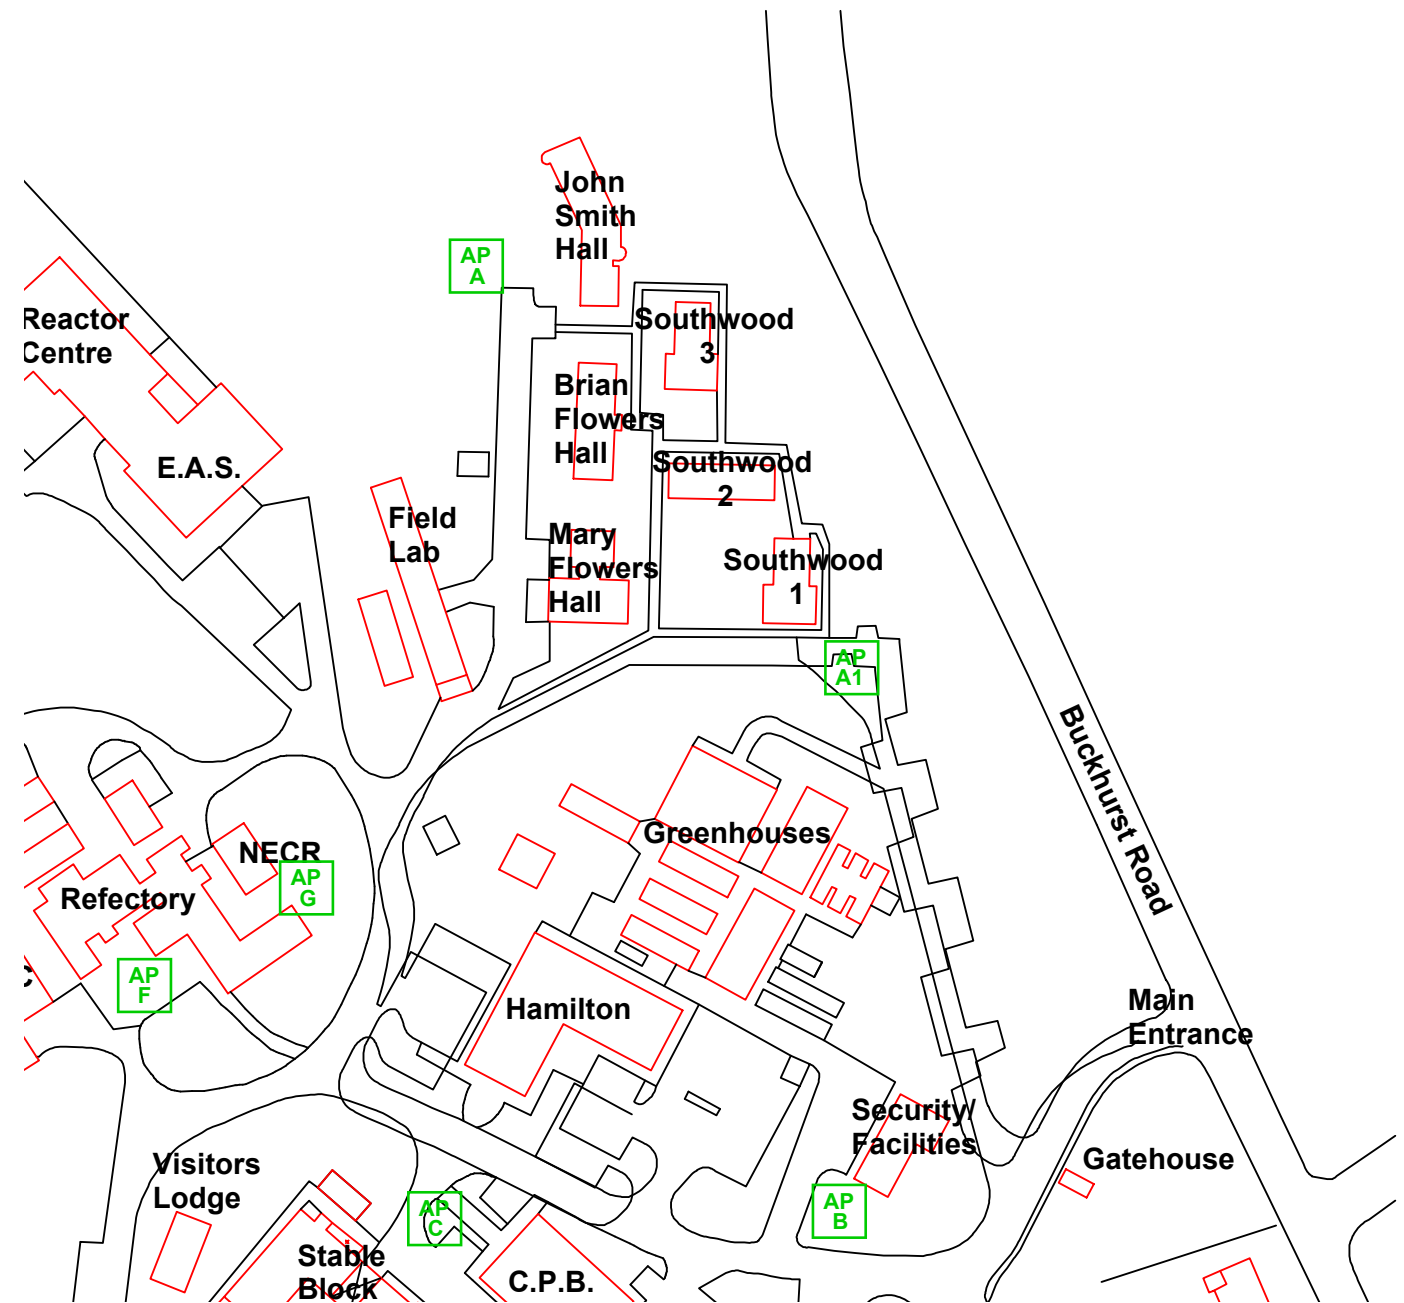 John
Smith
Hall
AP
A
Reactor
Centre
Southwood
3
Brian
Flowers
Hall
E.A.S.
Southwood
2
Field
Lab
Mary
Flowers
Hall
Southwood
1
AP
A1
Buckhurst Road
Greenhouses
NECR
AP
G
Refectory
AP
F
C
Hamilton
Main
Entrance
Security/
Facilities
Gatehouse
Visitors
Lodge
AP
C
AP
B
Stable
Block
C.P.B.